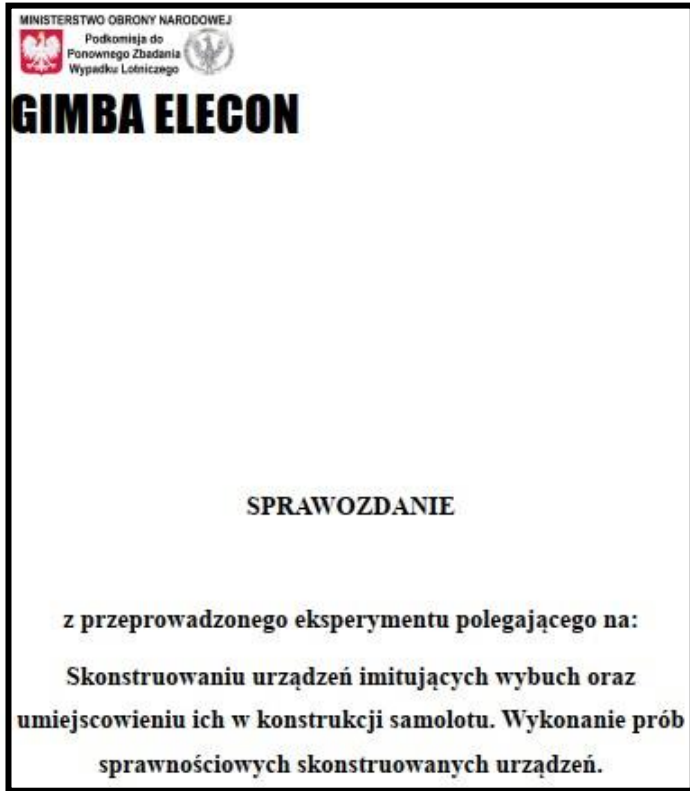 MINISTERSTWO OBRONY NARODOWEJ
Podkomisja do
Ponownego Zbadania
Wypadku Lotniczego
GIMBA ELECON
SPRAWOZDANIE
z przeprowadzonego eksperymentu polegającego na:
Skonstruowaniu urządzeń imitujących wybuch oraz
umiejscowieniu ich w konstrukcji samolotu. Wykonanie prób
sprawnościowych skonstruowanych urządzeń.